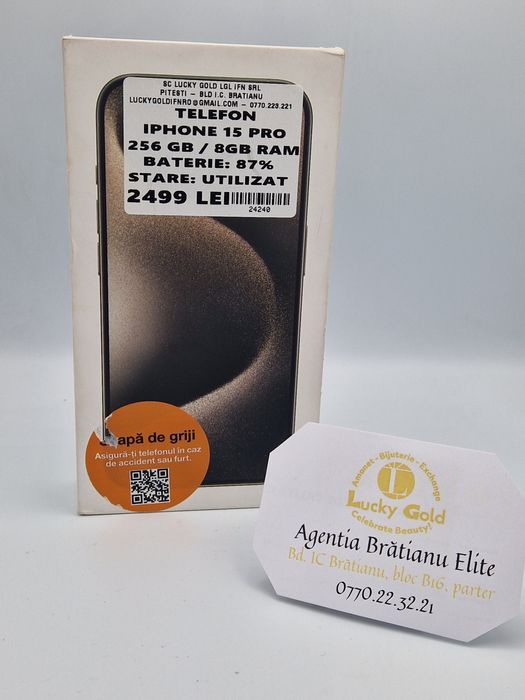 SC LUCKY GOLD LGL IFN SRL
PITESTI – BLD I.C. BRATIANU
LUCKYGOLDIFNRO@GMAIL.COM – 0770.223.221
TELEFON
IPHONE 15 PRO
256 GB / 8GB RAM
BATERIE: 87%
STARE: UTILIZAT
2499 LEI
24240
apă de griji
Asigură-ți telefonul în caz
de accident sau furt.
Amanet - Bijuterie - Exchange
Lucky Gold
Celebrate Beauty!
Agentia Brătianu Elite
Bd. IC Brătianu, bloc B16, parter
0770.22.32.21